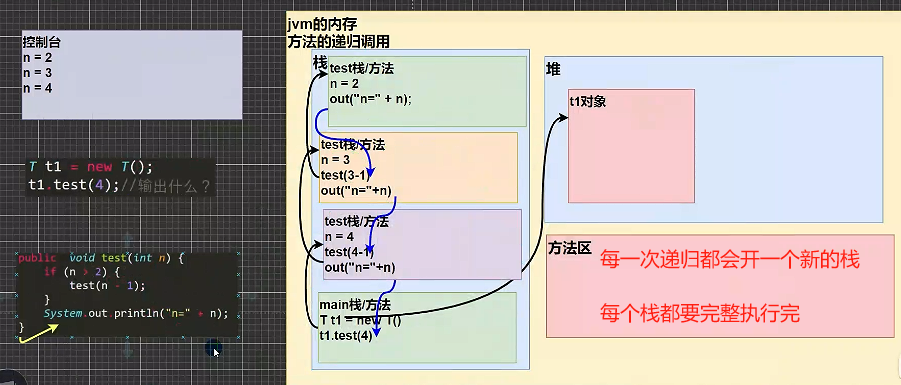 控制台
n = 2
n = 3
n = 4
T t1 = new T();
t1.test(4);//输出什么？
public void test(int n) {
if (n > 2) {
test(n - 1);
}
System.out.println("n=" + n);
}
jvm的内存
方法的递归调用
栈
test栈/方法
n = 2
out("n=" + n);
test栈/方法
n = 3
test(3-1)
out("n="+n)
test栈/方法
n = 4
test(4-1)
out("n="+n)
main栈/方法
T t1 = new T()
t1.test(4)
堆
t1对象
方法区
每一次递归都会开一个新的栈
每个栈都要完整执行完